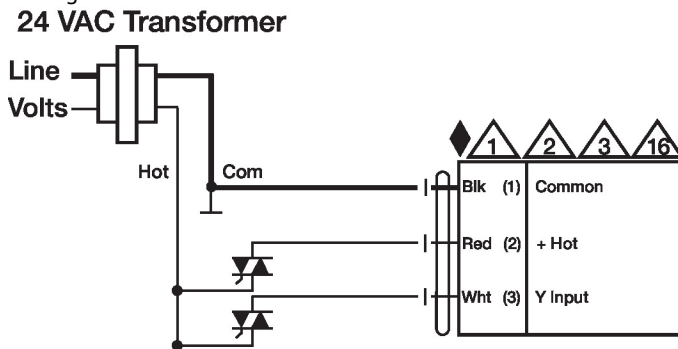 24 VAC Transformer
Line
Volts
Hot
Com
1 2 3 16
Blk (1) Common
Red (2) + Hot
Wht (3) Y Input